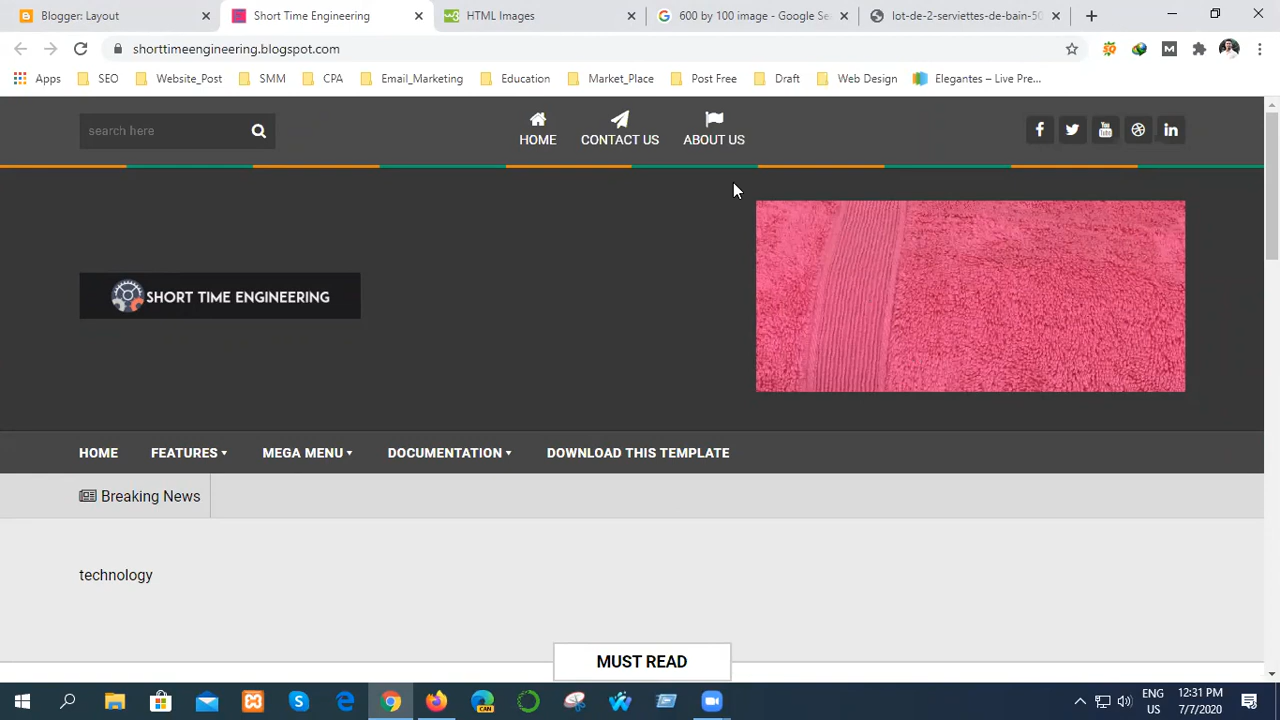 Blogger: Layout
Short Time Engineering
HTML Images
600 by 100 image - Google Se
lot-de-2-serviettes-de-bain-50
shorttimeengineering.blogspot.com
Apps
SEO
Website_Post
SMM
CPA
Email_Marketing
Education
Market_Place
Post Free
Draft
Web Design
Elegantes – Live Pre...
search here
HOME
CONTACT US
ABOUT US
SHORT TIME ENGINEERING
HOME
FEATURES
MEGA MENU
DOCUMENTATION
DOWNLOAD THIS TEMPLATE
Breaking News
technology
MUST READ
ENG
US
12:31 PM
7/7/2020